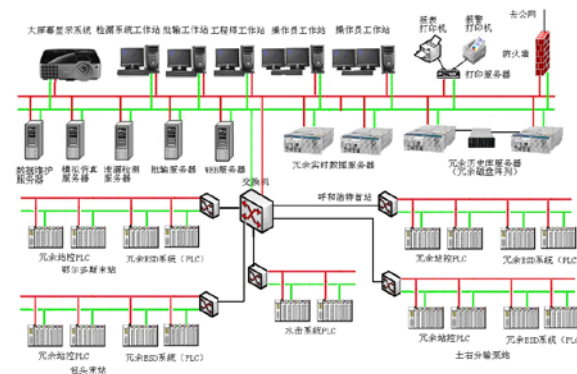 大屏幕显示系统 检测系统工作站 批输工作站 工程师工作站 操作员工作站 操作员工作站
报表
打印机
报警
打印机
去公网
防火墙
打印服务器
数据维护
服务器
模拟仿真
服务器
泄漏检测
服务器
批输服务器
WEB服务器
冗余实时数据服务器
冗余历史库服务器
(冗余磁盘阵列)
交换机
呼和浩特首站
冗余站控PLC
冗余ESD系统(PLC)
鄂尔多斯末站
冗余站控PLC
冗余ESD系统(PLC)
水击系统PLC
冗余站控PLC
冗余ESD系统(PLC)
包头末站
冗余站控PLC
冗余ESD系统(PLC)
土右分输泵站